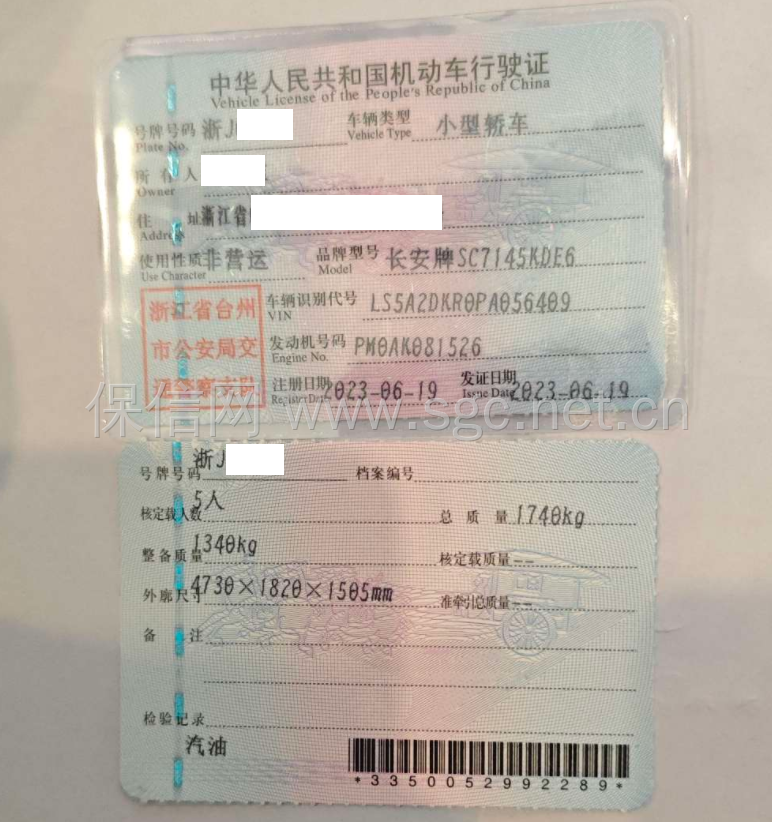 中华人民共和国机动车行驶证
Vehicle License of the People's Republic of China
号牌号码 浙J 车辆类型 小型轿车
Plate No. Vehicle Type
所有人
Owner
住址 浙江省
Address
使用性质 非营运 品牌型号 长安牌SC7145KDE6
Use Character Model
浙江省台州
市公安局交
通警察支队
车辆识别代号 LS5A2DKR0PA056409
VIN
发动机号码 PM0AK081526
Engine No.
注册日期 2023-06-19 发证日期 2023-06-19
Register Date Issue Date
保信网 www.sgc.net.cn
号牌号码 浙J 档案编号
核定载人数 5人 总质量 1740kg
整备质量 1340kg 核定载质量 --
外廓尺寸 4730×1820×1505mm 准牵引总质量 --
备注
检验记录
汽油
*3350052992289*